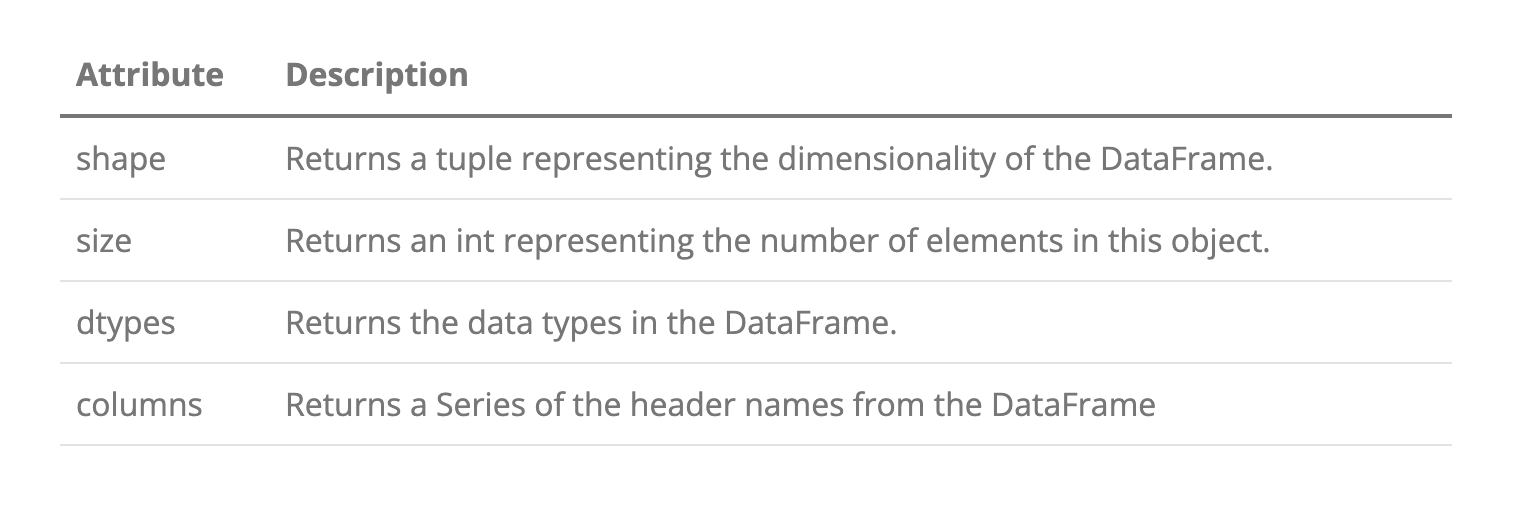 Attribute Description
shape Returns a tuple representing the dimensionality of the DataFrame.
size Returns an int representing the number of elements in this object.
dtypes Returns the data types in the DataFrame.
columns Returns a Series of the header names from the DataFrame